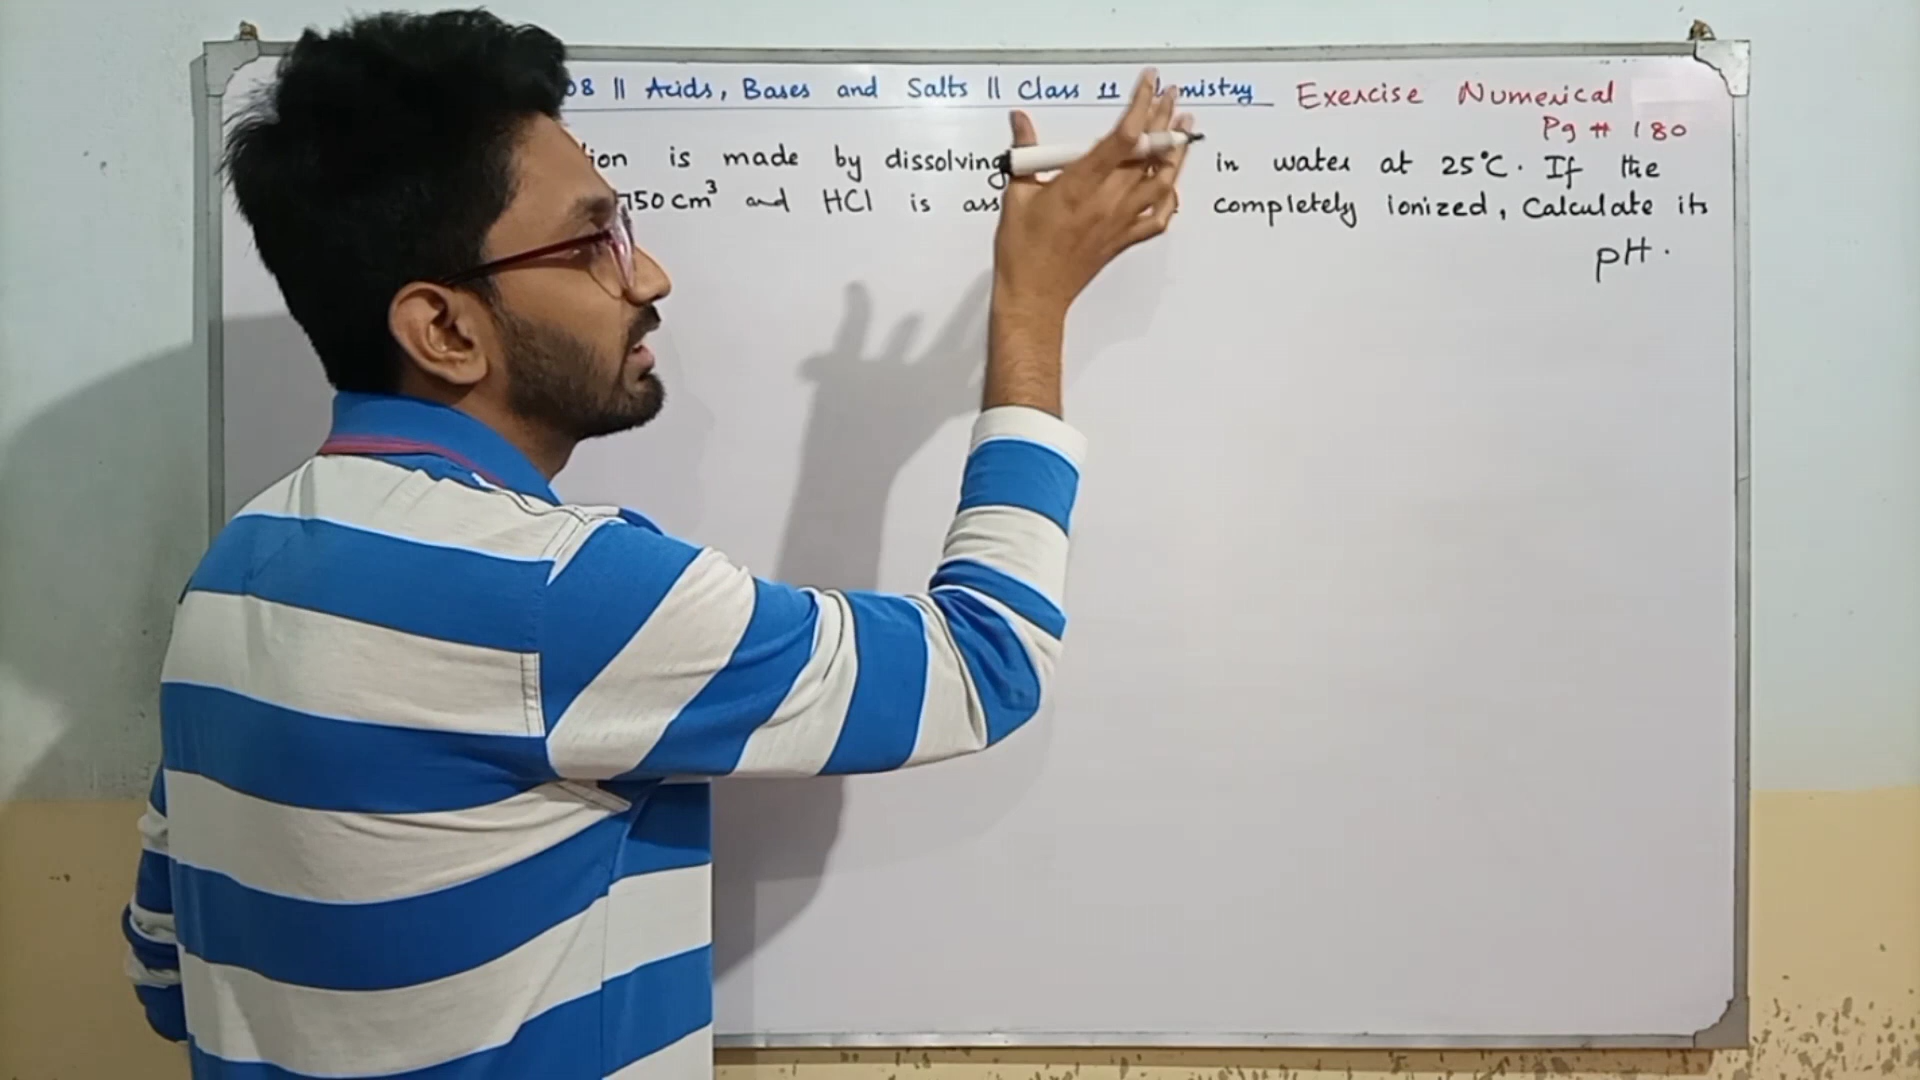 08 || Acids, Bases and Salts || Class 11 Exercise Numerical
Pg # 180
is made by dissolving in water at 25°C. If the
750 cm³ and HCl is completely ionized, Calculate its
pH.